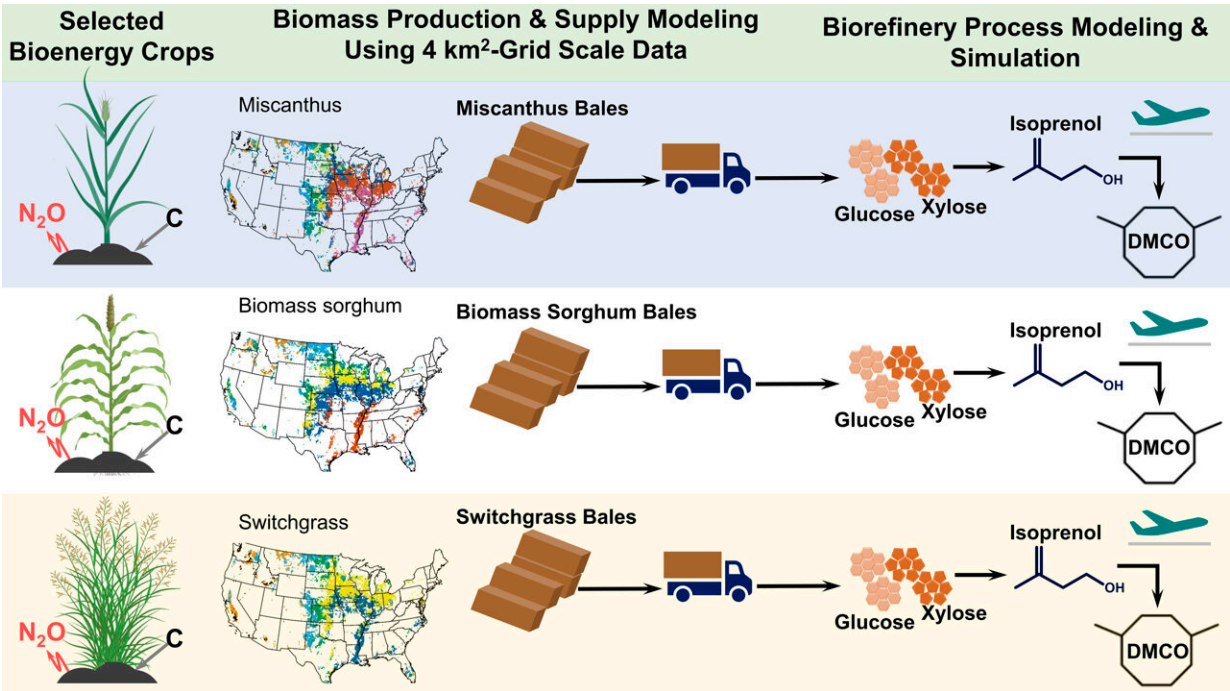 Selected
Bioenergy Crops
Biomass Production & Supply Modeling
Using 4 km²-Grid Scale Data
Biorefinery Process Modeling &
Simulation
N₂O
C
Miscanthus
Miscanthus Bales
Glucose
Xylose
Isoprenol
OH
DMCO
N₂O
C
Biomass sorghum
Biomass Sorghum Bales
Glucose
Xylose
Isoprenol
OH
DMCO
N₂O
C
Switchgrass
Switchgrass Bales
Glucose
Xylose
Isoprenol
OH
DMCO